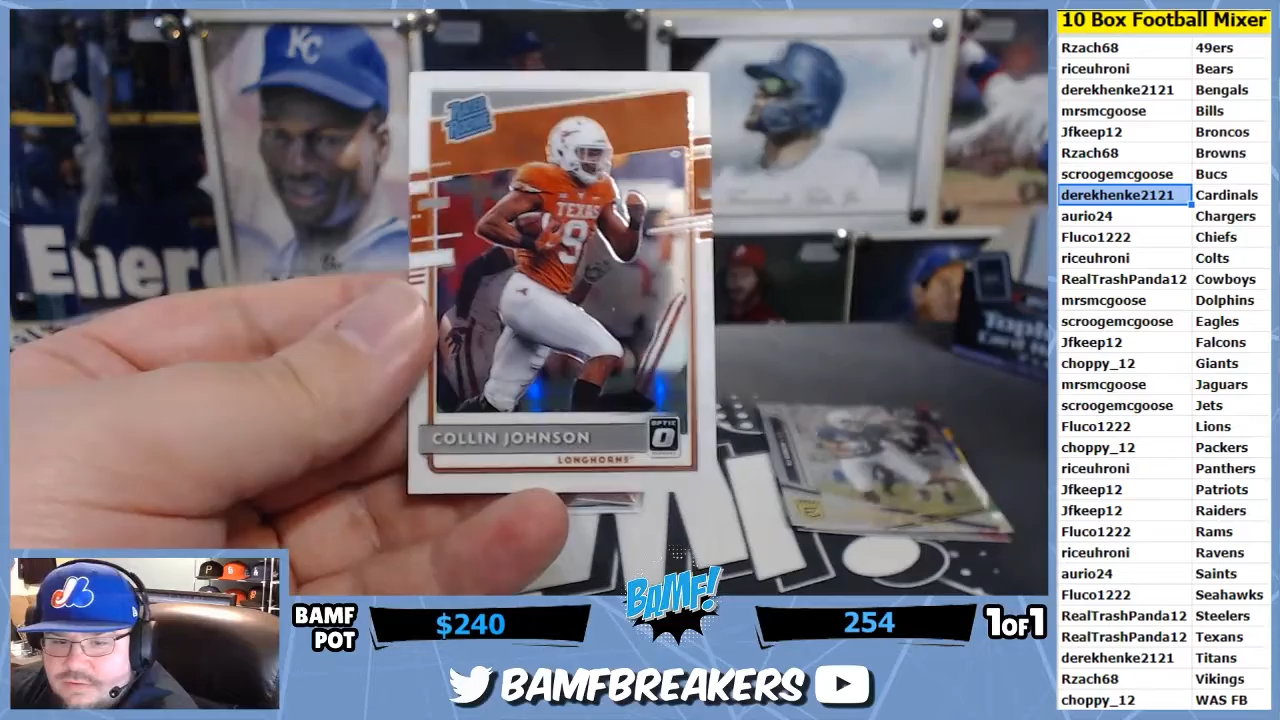 10 Box Football Mixer
Rzach68 49ers
riceuhroni Bears
derekhenke2121 Bengals
mrsmcgoose Bills
Jfkeep12 Broncos
Rzach68 Browns
scroogemcgoose Bucs
derekhenke2121 Cardinals
aurio24 Chargers
Fluco1222 Chiefs
riceuhroni Colts
RealTrashPanda12 Cowboys
mrsmcgoose Dolphins
scroogemcgoose Eagles
Jfkeep12 Falcons
choppy_12 Giants
mrsmcgoose Jaguars
scroogemcgoose Jets
Fluco1222 Lions
choppy_12 Packers
riceuhroni Panthers
Jfkeep12 Patriots
Jfkeep12 Raiders
Fluco1222 Rams
riceuhroni Ravens
aurio24 Saints
Fluco1222 Seahawks
RealTrashPanda12 Steelers
RealTrashPanda12 Texans
derekhenke2121 Titans
Rzach68 Vikings
choppy_12 WAS FB
KC
RATED ROOKIE
TEXAS
9
COLLIN JOHNSON
OPTIC
LONGHORNS
Ener
BAMF POT
$240
BAMF!
254
1OF1
BAMFBREAKERS